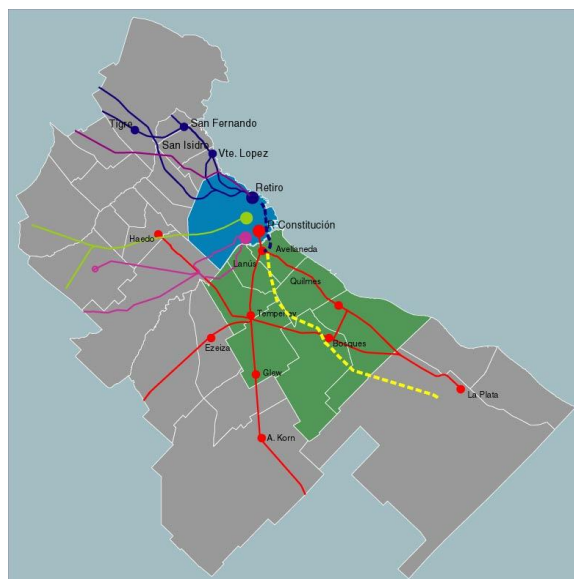 San Fernando
Tigre
San Isidro
Vte. Lopez
Retiro
Constitución
Haedo
Avellaneda
Lanús
Quilmes
Ezeiza
Bosques
Glew
La Plata
A. Korn